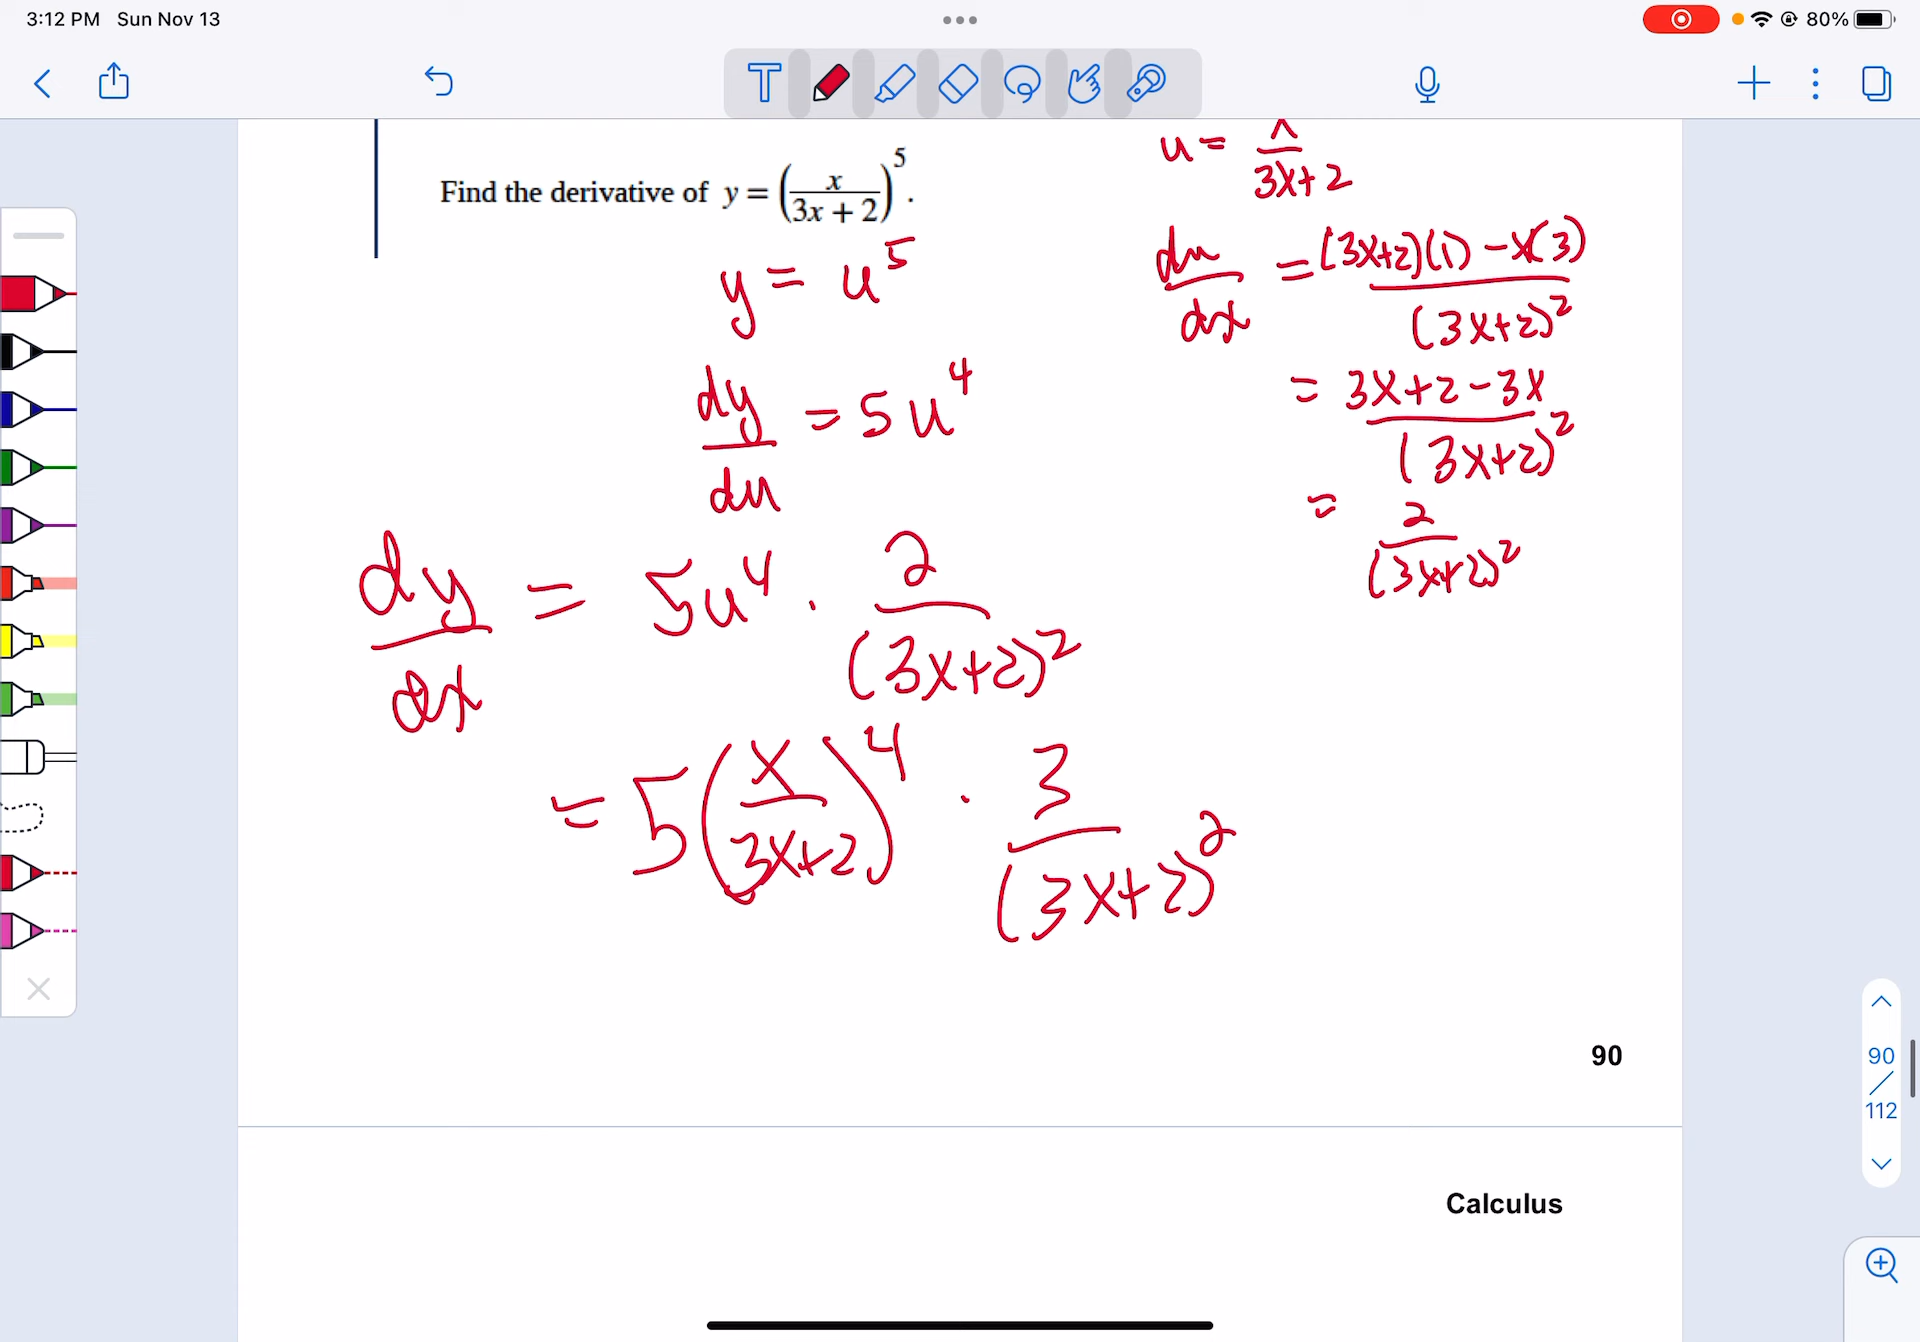 3:12 PM Sun Nov 13
80%
Find the derivative of y = (x/(3x + 2))^5.
u = x/(3x+2)
y = u^5
du/dx = ((3x+2)(1) - x(3))/(3x+2)^2
dy/du = 5u^4
= (3x+2-3x)/(3x+2)^2
= 2/(3x+2)^2
dy/dx = 5u^4 · 2/(3x+2)^2
= 5(x/(3x+2))^4 · 3/(3x+2)^2
90
90/112
Calculus